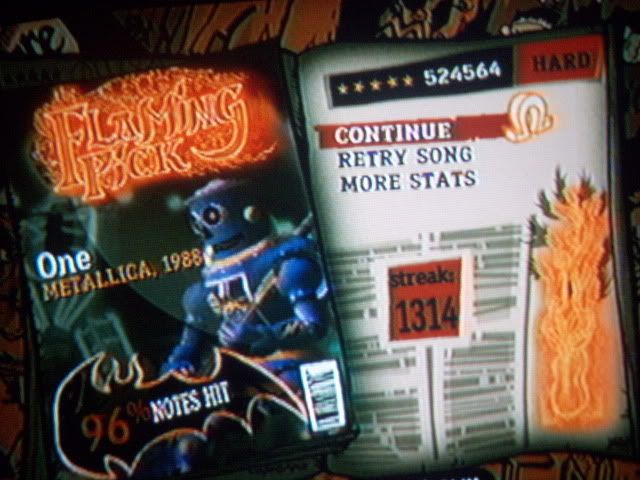 FLAMING
PICK
One
METALLICA, 1988
96% NOTES HIT
524564
HARD
CONTINUE
RETRY SONG
MORE STATS
streak:
1314